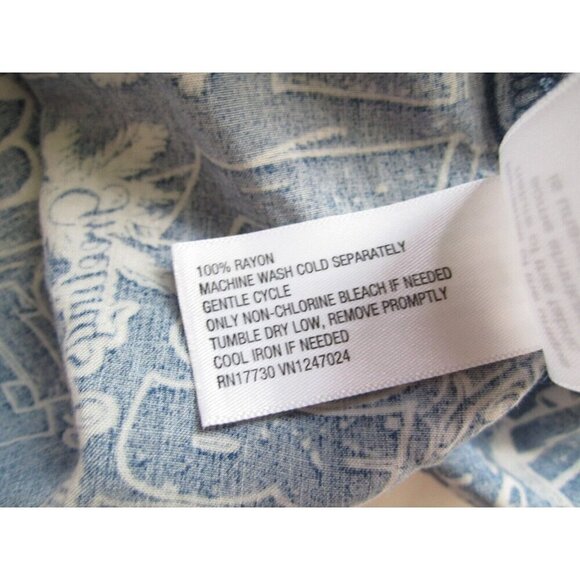 100% RAYON
MACHINE WASH COLD SEPARATELY
GENTLE CYCLE
ONLY NON-CHLORINE BLEACH IF NEEDED
TUMBLE DRY LOW, REMOVE PROMPTLY
COOL IRON IF NEEDED
RN17730 VN1247024